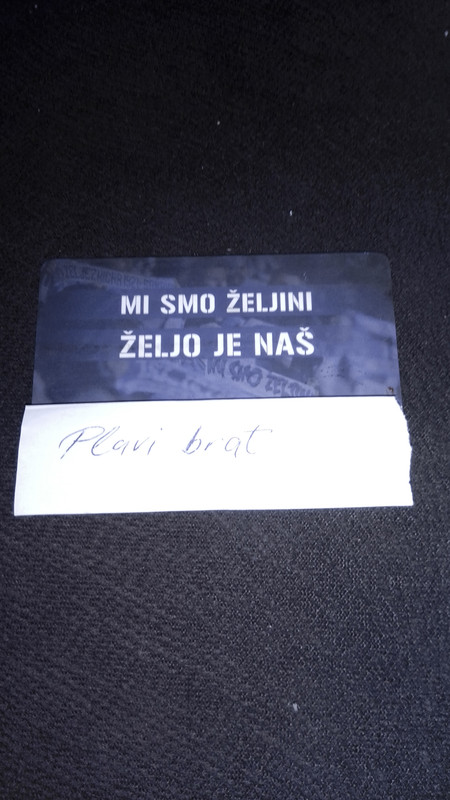 MI SMO ŽELJINI
ŽELJO JE NAŠ
Plavi brat